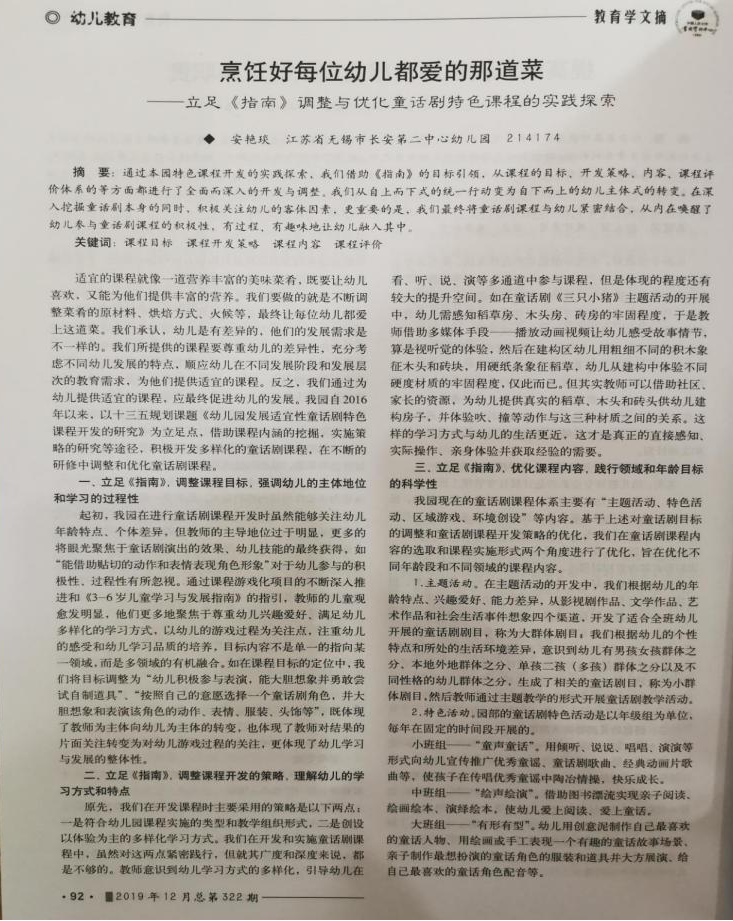 ◎ 幼儿教育
教育学文摘
烹饪好每位幼儿都爱的那道菜
——立足《指南》调整与优化童话剧特色课程的实践探索
◆ 安艳琰 江苏省无锡市长安第二中心幼儿园 214174
摘 要：通过本园特色课程开发的实践探索，我们借助《指南》的目标引领，从课程的目标、开发策略、内容、课程评
价体系的等方面都进行了全面而深入的开发与调整。我们从自上而下式的统一行动变为自下而上的幼儿主体式的转变。在深
入挖掘童话剧本身的同时，积极关注幼儿的客体因素，更重要的是，我们最终将童话剧课程与幼儿紧密结合，从内在唤醒了
幼儿参与童话剧课程的积极性，有过程、有趣味地让幼儿融入其中。
关键词：课程目标 课程开发策略 课程内容 课程评价
适宜的课程就像一道营养丰富的美味菜肴，既要让幼儿
喜欢，又能为他们提供丰富的营养。我们要做的就是不断调
整菜肴的原材料、烘焙方式、火候等，最终让每位幼儿都爱
上这道菜。我们承认，幼儿是有差异的，他们的发展需求是
不一样的。我们所提供的课程要尊重幼儿的差异性，充分考
虑不同幼儿发展的特点，顺应幼儿在不同发展阶段和发展层
次的教育需求，为他们提供适宜的课程。反之，我们通过为
幼儿提供适宜的课程，应最终促进幼儿的发展。我园自2016
年以来，以十三五规划课题《幼儿园发展适宜性童话剧特色
课程开发的研究》为立足点，借助课程内涵的挖掘，实施策
略的研究等途径，积极开发多样化的童话剧课程，在不断的
研修中调整和优化童话剧课程。
一、立足《指南》，调整课程目标，强调幼儿的主体地位
和学习的过程性
起初，我园在进行童话剧课程开发时虽然能够关注幼儿
年龄特点、个体差异，但教师的主导地位过于明显，更多的
将眼光聚焦于童话剧演出的效果、幼儿技能的最终获得，如
“能借助贴切的动作和表情表现角色形象”对于幼儿参与的积
极性、过程性有所忽视。通过课程游戏化项目的不断深入推
进和《3-6岁儿童学习与发展指南》的指引，教师的儿童观
愈发明显，他们更多地聚焦于尊重幼儿兴趣爱好、满足幼儿
多样化的学习方式，以幼儿的游戏过程为关注点，注重幼儿
的感受和幼儿学习品质的培养，目标内容不是单一的指向某
一领域，而是多领域的有机融合。如在课程目标的定位中，我
们将目标调整为“幼儿积极参与表演，能大胆想象并勇敢尝
试自制道具”、“按照自己的意愿选择一个童话剧角色，并大
胆想象和表演该角色的动作、表情、服装、头饰等”，既体现
了教师为主体向幼儿为主体的转变，也体现了教师对结果的
片面关注转变为对幼儿游戏过程的关注，更体现了幼儿学习
与发展的整体性。
二、立足《指南》，调整课程开发的策略，理解幼儿的学
习方式和特点
原先，我们在开发课程时主要采用的策略是以下两点：
一是符合幼儿园课程实施的类型和教学组织形式，二是创设
以体验为主的多样化学习方式。我们在开发和实施童话剧课
程中，虽然对这两点紧密践行，但就其广度和深度来说，都
是不够的。教师意识到幼儿学习方式的多样化，引导幼儿在
看、听、说、演等多通道中参与课程，但是体现的程度还有
较大的提升空间。如在童话剧《三只小猪》主题活动的开展
中，幼儿需感知稻草房、木头房、砖房的牢固程度，于是教
师借助多媒体手段——播放动画视频让幼儿感受故事情节，
算是视听觉的体验，然后在建构区幼儿用粗细不同的积木象
征木头和砖块，用硬纸条象征稻草，幼儿从建构中体验不同
硬度材质的牢固程度，仅此而已。但其实教师可以借助社区、
家长的资源，为幼儿提供真实的稻草、木头和砖头供幼儿建
构房子，并体验吹、撞等动作与这三种材质之间的关系。这
样的学习方式与幼儿的生活更近，这才是真正的直接感知、
实际操作、亲身体验并获取经验的需要。
三、立足《指南》，优化课程内容，践行领域和年龄目标
的科学性
我园现在的童话剧课程体系主要有“主题活动、特色活
动、区域游戏、环境创设”等内容。基于上述对童话剧目标
的调整和童话剧课程开发策略的优化，我们在童话剧课程内
容的选取和课程实施形式两个角度进行了优化，旨在优化不
同年龄段和不同领域的课程内容。
1.主题活动。在主题活动的开发中，我们根据幼儿的年
龄特点、兴趣爱好、能力差异，从影视剧作品、文学作品、艺
术作品和社会生活事件想象四个渠道，开发了适合全班幼儿
开展的童话剧剧目，称为大群体剧目；我们根据幼儿的个性
特点和所处的生活环境差异，意识到幼儿有男孩女孩群体之
分、本地外地群体之分、单孩二孩（多孩）群体之分以及不
同性格的幼儿群体之分，生成了相关的童话剧目，称为小群
体剧目，然后教师通过主题教学的形式开展童话剧教学活动。
2.特色活动。园部的童话剧特色活动是以年级组为单位，
每年在固定的时间段开展的。
小班组——“童声童话”。用倾听、说说、唱唱、演演等
形式向幼儿宣传推广优秀童谣、童话剧歌曲、经典动画片歌
曲等，使孩子在传唱优秀童谣中陶冶情操，快乐成长。
中班组——“绘声绘演”。借助图书漂流实现亲子阅读、
绘画绘本、演绎绘本，使幼儿爱上阅读、爱上童话。
大班组——“有形有型”。幼儿用创意泥制作自己最喜欢
的童话人物、用绘画或手工表现一个有趣的童话故事场景、
亲子制作最想扮演的童话角色的服装和道具并大方展演、给
自己最喜欢的童话角色配音等。
·92· 2019年12月总第322期